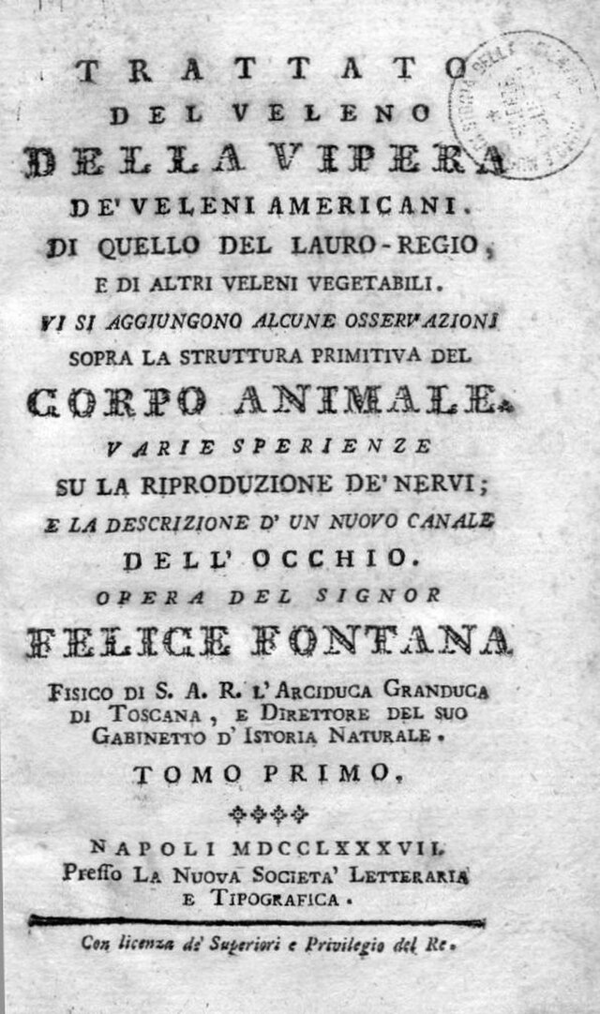 TRATTATO
DEL VELENO
DELLA VIPERA
DE' VELENI AMERICANI.
DI QUELLO DEL LAURO-REGIO,
E DI ALTRI VELENI VEGETABILI.
VI SI AGGIUNGONO ALCUNE OSSERVAZIONI
SOPRA LA STRUTTURA PRIMITIVA DEL
CORPO ANIMALE.
VARIE SPERIENZE
SU LA RIPRODUZIONE DE' NERVI;
E LA DESCRIZIONE D' UN NUOVO CANALE
DELL' OCCHIO.
OPERA DEL SIGNOR
FELICE FONTANA
FISICO DI S. A. R. L'ARCIDUCA GRANDUCA
DI TOSCANA, E DIRETTORE DEL SUO
GABINETTO D' ISTORIA NATURALE.
TOMO PRIMO.
NAPOLI MDCCLXXXVII.
Preſſo LA NUOVA SOCIETA' LETTERARIA
E TIPOGRAFICA.
Con licenza de' Superiori e Privilegio del Re.